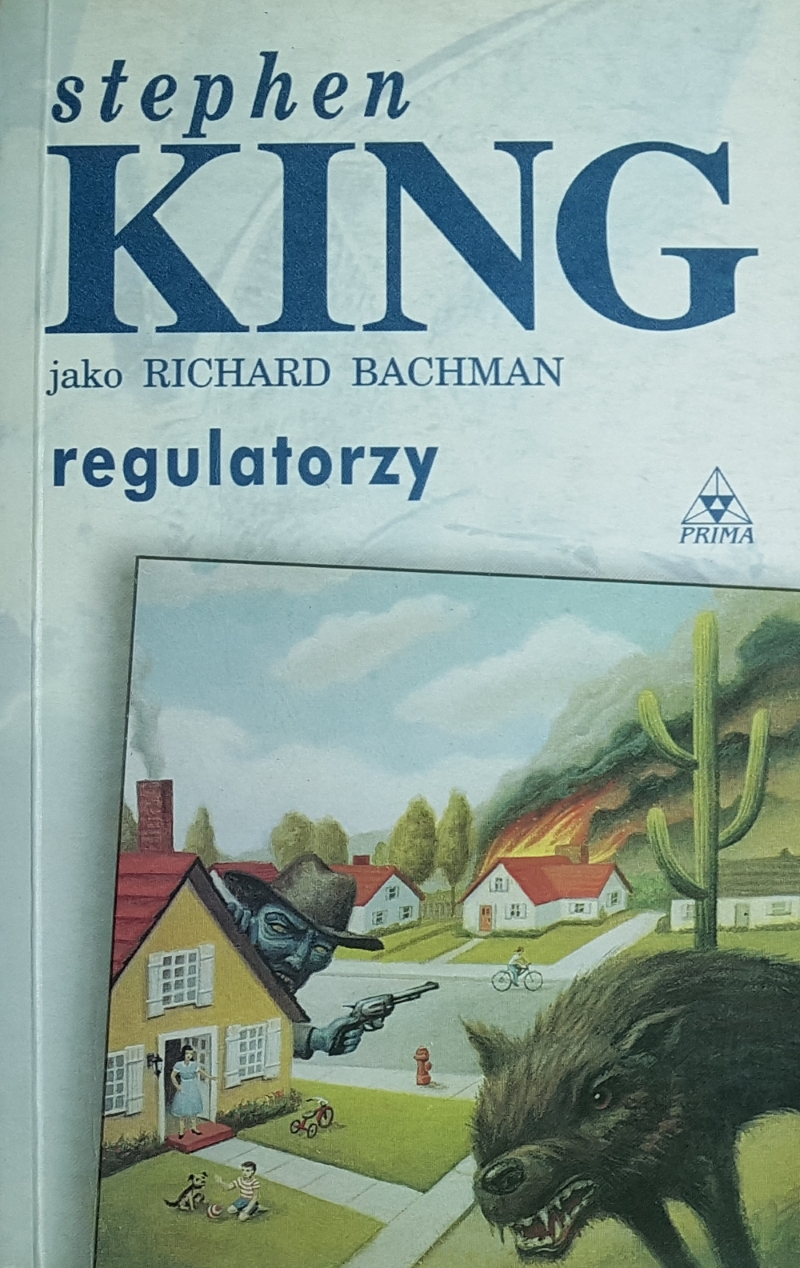 stephen
KING
jako RICHARD BACHMAN
regulatorzy
PRIMA